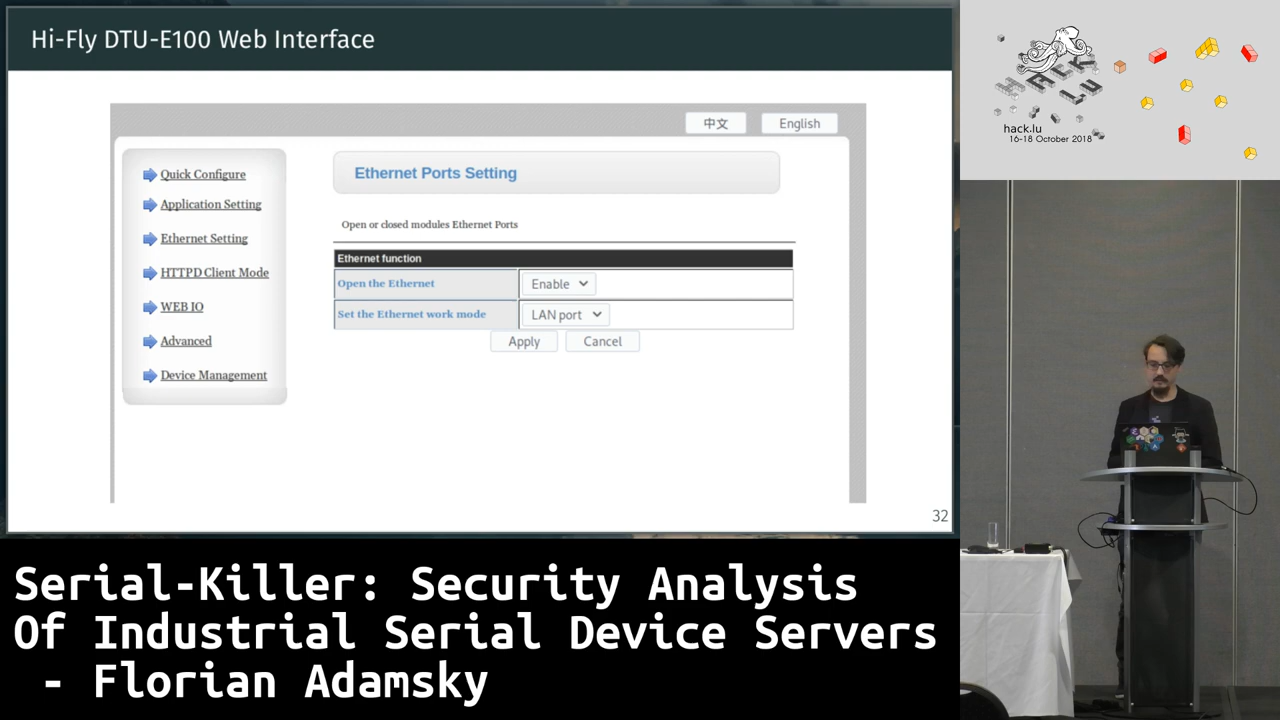 Hi-Fly DTU-E100 Web Interface
中文 English
Quick Configure
Application Setting
Ethernet Setting
HTTPD Client Mode
WEB IO
Advanced
Device Management
Ethernet Ports Setting
Open or closed modules Ethernet Ports
Ethernet function
Open the Ethernet Enable
Set the Ethernet work mode LAN port
Apply Cancel
32
HACK
LU
hack.lu
16-18 October 2018
Serial-Killer: Security Analysis
Of Industrial Serial Device Servers
- Florian Adamsky